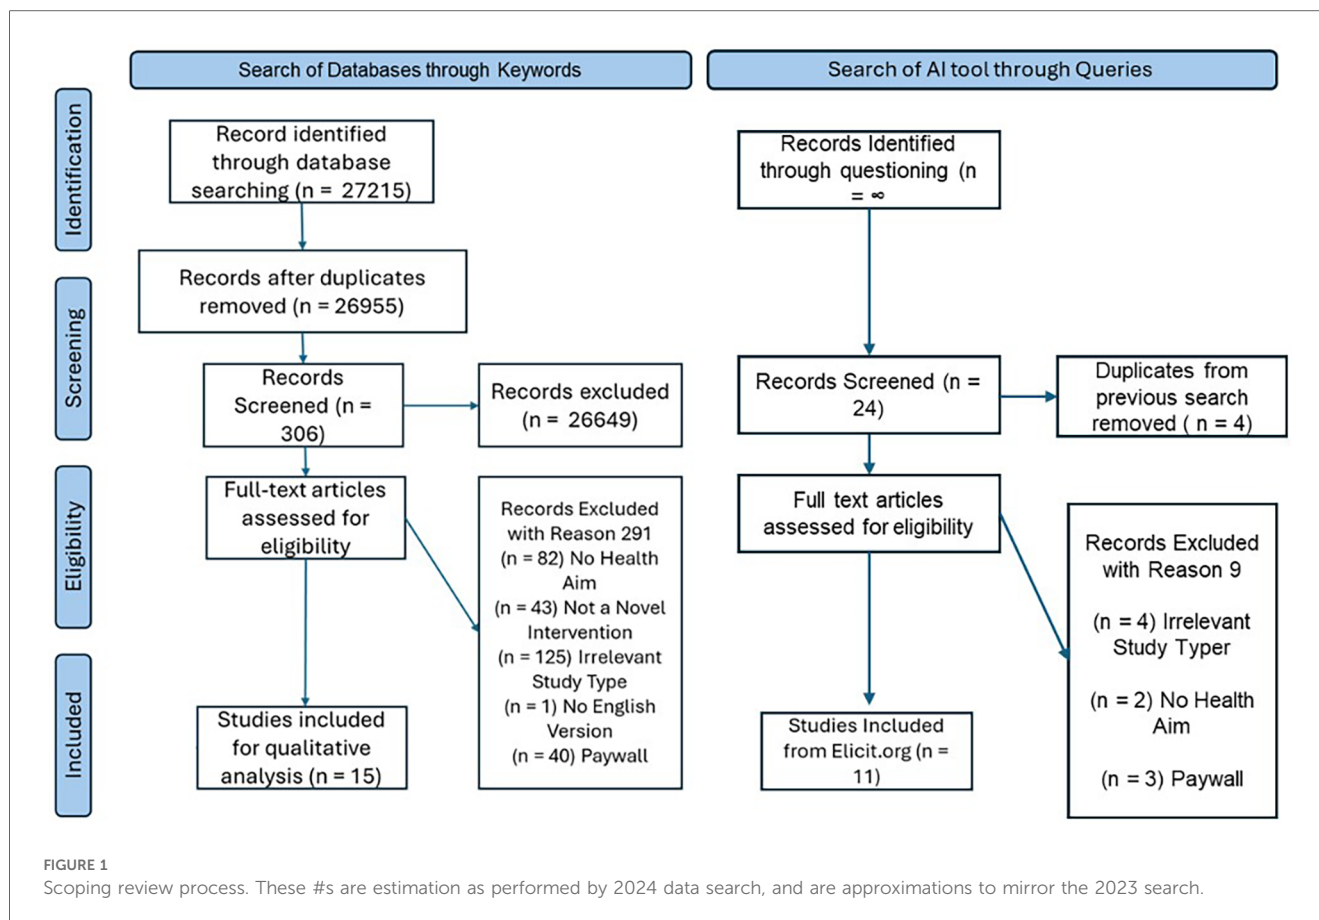 Search of Databases through Keywords
Search of AI tool through Queries
Identification
Screening
Eligibility
Included
Record identified
through database
searching (n = 27215)
Records after duplicates
removed (n = 26955)
Records
Screened (n =
306)
Records excluded
(n = 26649)
Full-text articles
assessed for
eligibility
Records Excluded
with Reason 291
(n = 82) No Health
Aim
(n = 43) Not a Novel
Intervention
(n = 125) Irrelevant
Study Type
(n = 1) No English
Version
(n = 40) Paywall
Studies included
for qualitative
analysis (n = 15)
Records Identified
through questioning (n
= ∞
Records Screened (n =
24)
Duplicates from
previous search
removed ( n = 4)
Full text articles
assessed for eligibility
Records Excluded
with Reason 9
(n = 4) Irrelevant
Study Typer
(n = 2) No Health
Aim
(n = 3) Paywall
Studies Included
from Elicit.org (n =
11)
FIGURE 1
Scoping review process. These #s are estimation as performed by 2024 data search, and are approximations to mirror the 2023 search.